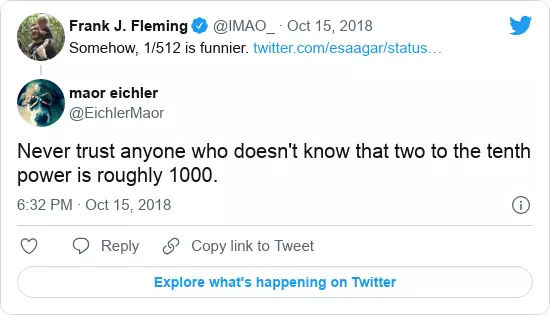 Frank J. Fleming @IMAO_ · Oct 15, 2018
Somehow, 1/512 is funnier. twitter.com/esaagar/status…
maor eichler
@EichlerMaor
Never trust anyone who doesn't know that two to the tenth
power is roughly 1000.
6:32 PM · Oct 15, 2018
Reply Copy link to Tweet
Explore what's happening on Twitter